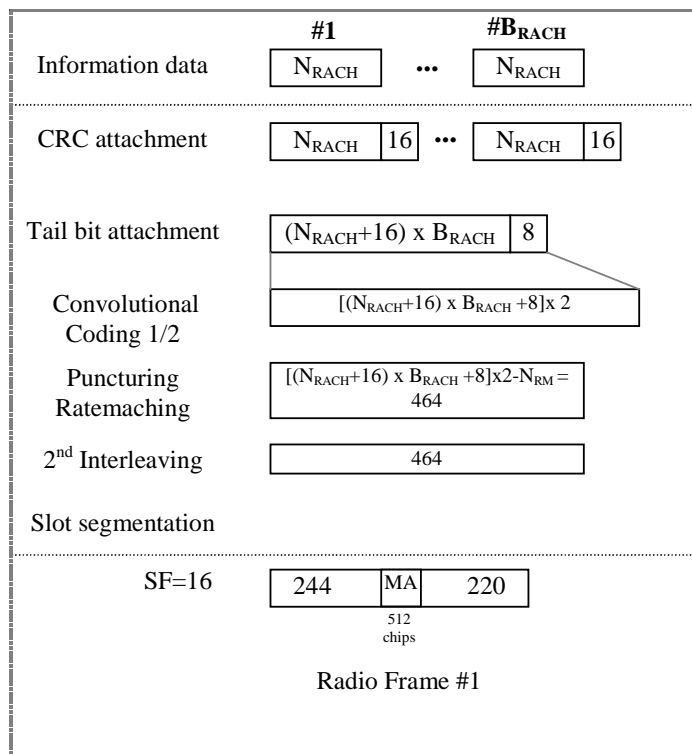 #1 #B_RACH
Information data N_RACH ... N_RACH
CRC attachment N_RACH 16 ... N_RACH 16
Tail bit attachment (N_RACH+16) x B_RACH 8
Convolutional
Coding 1/2
[(N_RACH+16) x B_RACH +8]x 2
Puncturing
Ratemaching
[(N_RACH+16) x B_RACH +8]x2-N_RM =
464
2nd Interleaving 464
Slot segmentation
SF=16 244 MA 220
512
chips
Radio Frame #1